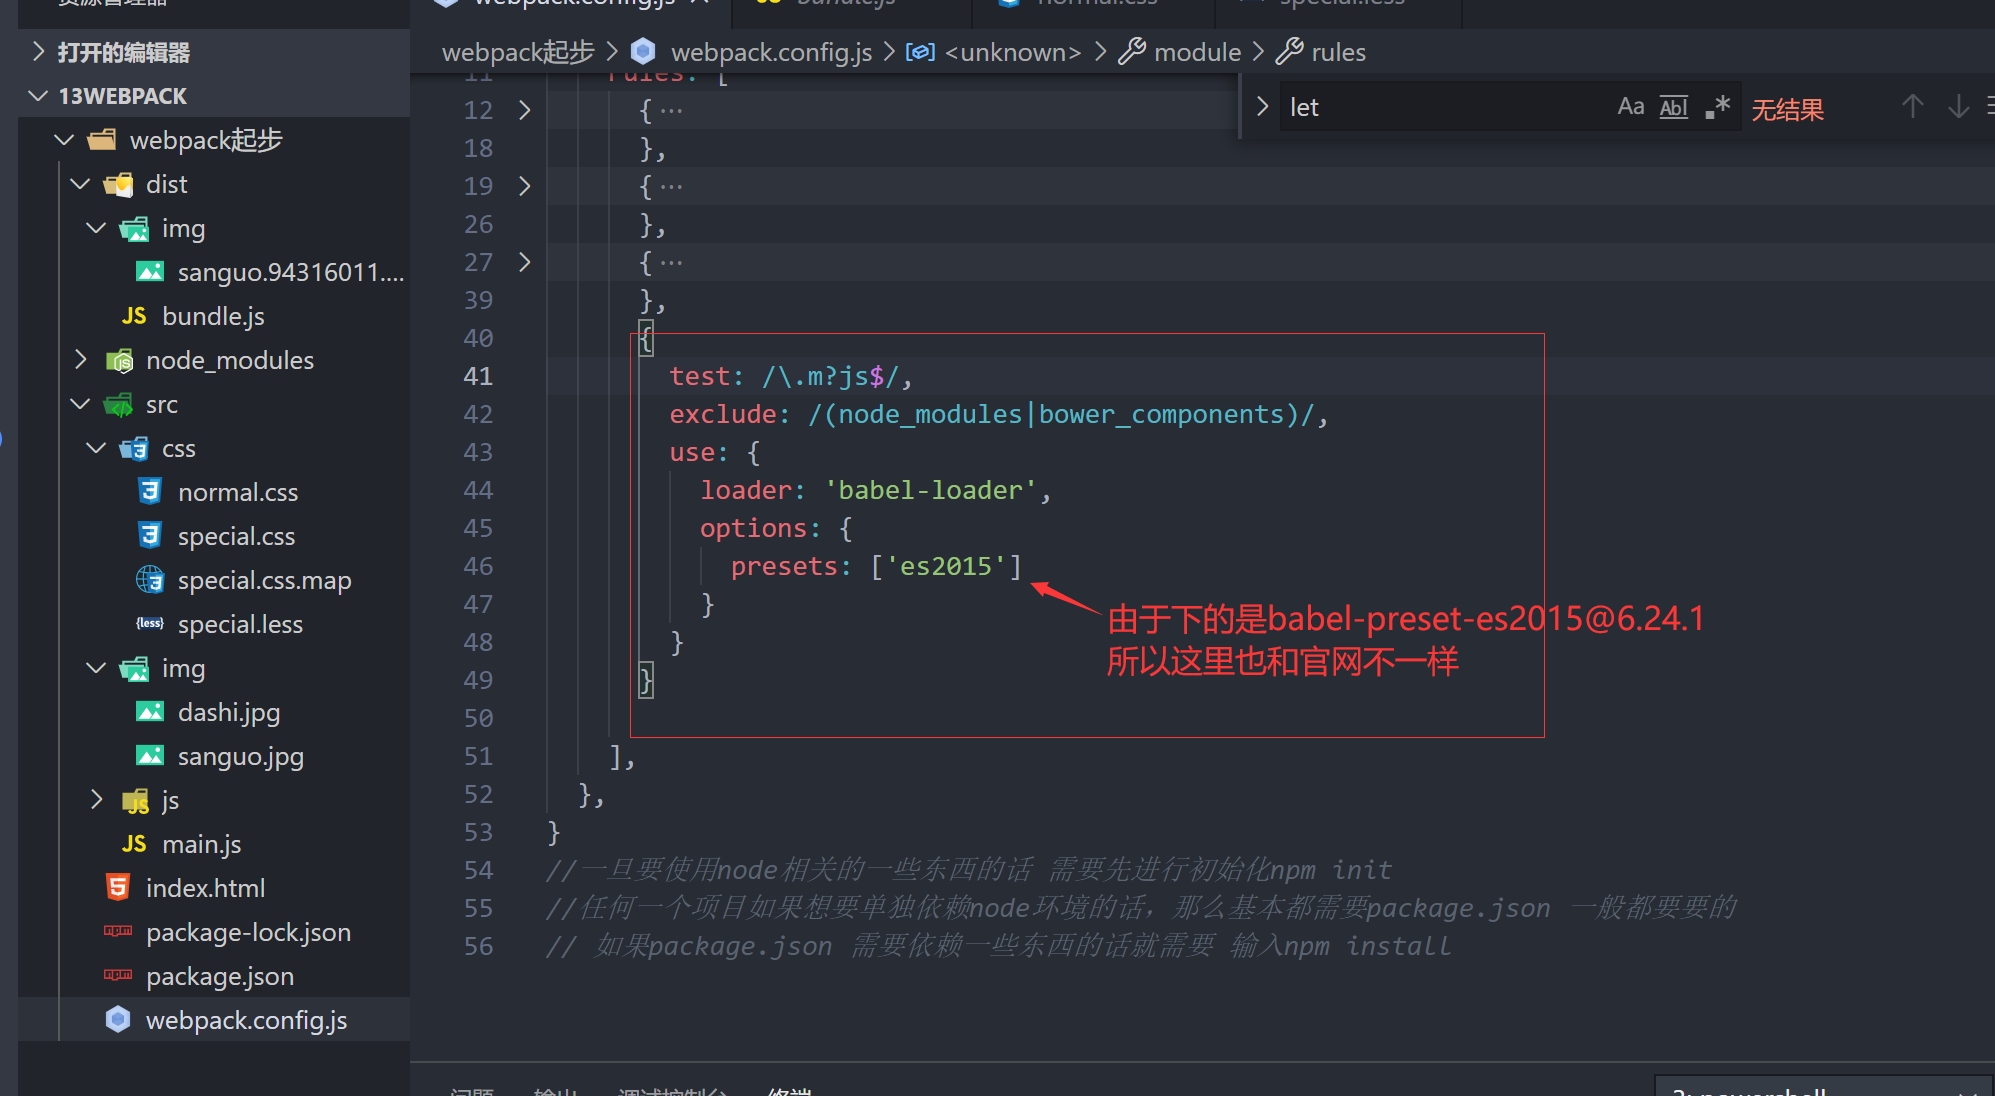 资源管理器
打开的编辑器
13WEBPACK
webpack起步
dist
img
sanguo.94316011....
JS bundle.js
node_modules
src
css
normal.css
special.css
special.css.map
{less} special.less
img
dashi.jpg
sanguo.jpg
js
JS main.js
index.html
package-lock.json
package.json
webpack.config.js
webpack.config.js
bundle.js
normal.css
special.less
webpack起步 > webpack.config.js > <unknown> > module > rules
let Aa Abl .* 无结果
11 rules: [
12 { ···
18 },
19 { ···
26 },
27 { ···
39 },
40 {
41 test: /\.m?js$/,
42 exclude: /(node_modules|bower_components)/,
43 use: {
44 loader: 'babel-loader',
45 options: {
46 presets: ['es2015']
47 }
48 }
49 }
50
51 ],
52 },
53 }
由于下的是babel-preset-es2015@6.24.1
所以这里也和官网不一样
54 //一旦要使用node相关的一些东西的话 需要先进行初始化npm init
55 //任何一个项目如果想要单独依赖node环境的话，那么基本都需要package.json 一般都要要的
56 // 如果package.json 需要依赖一些东西的话就需要 输入npm install
问题 输出 调试控制台 终端
2: powershell